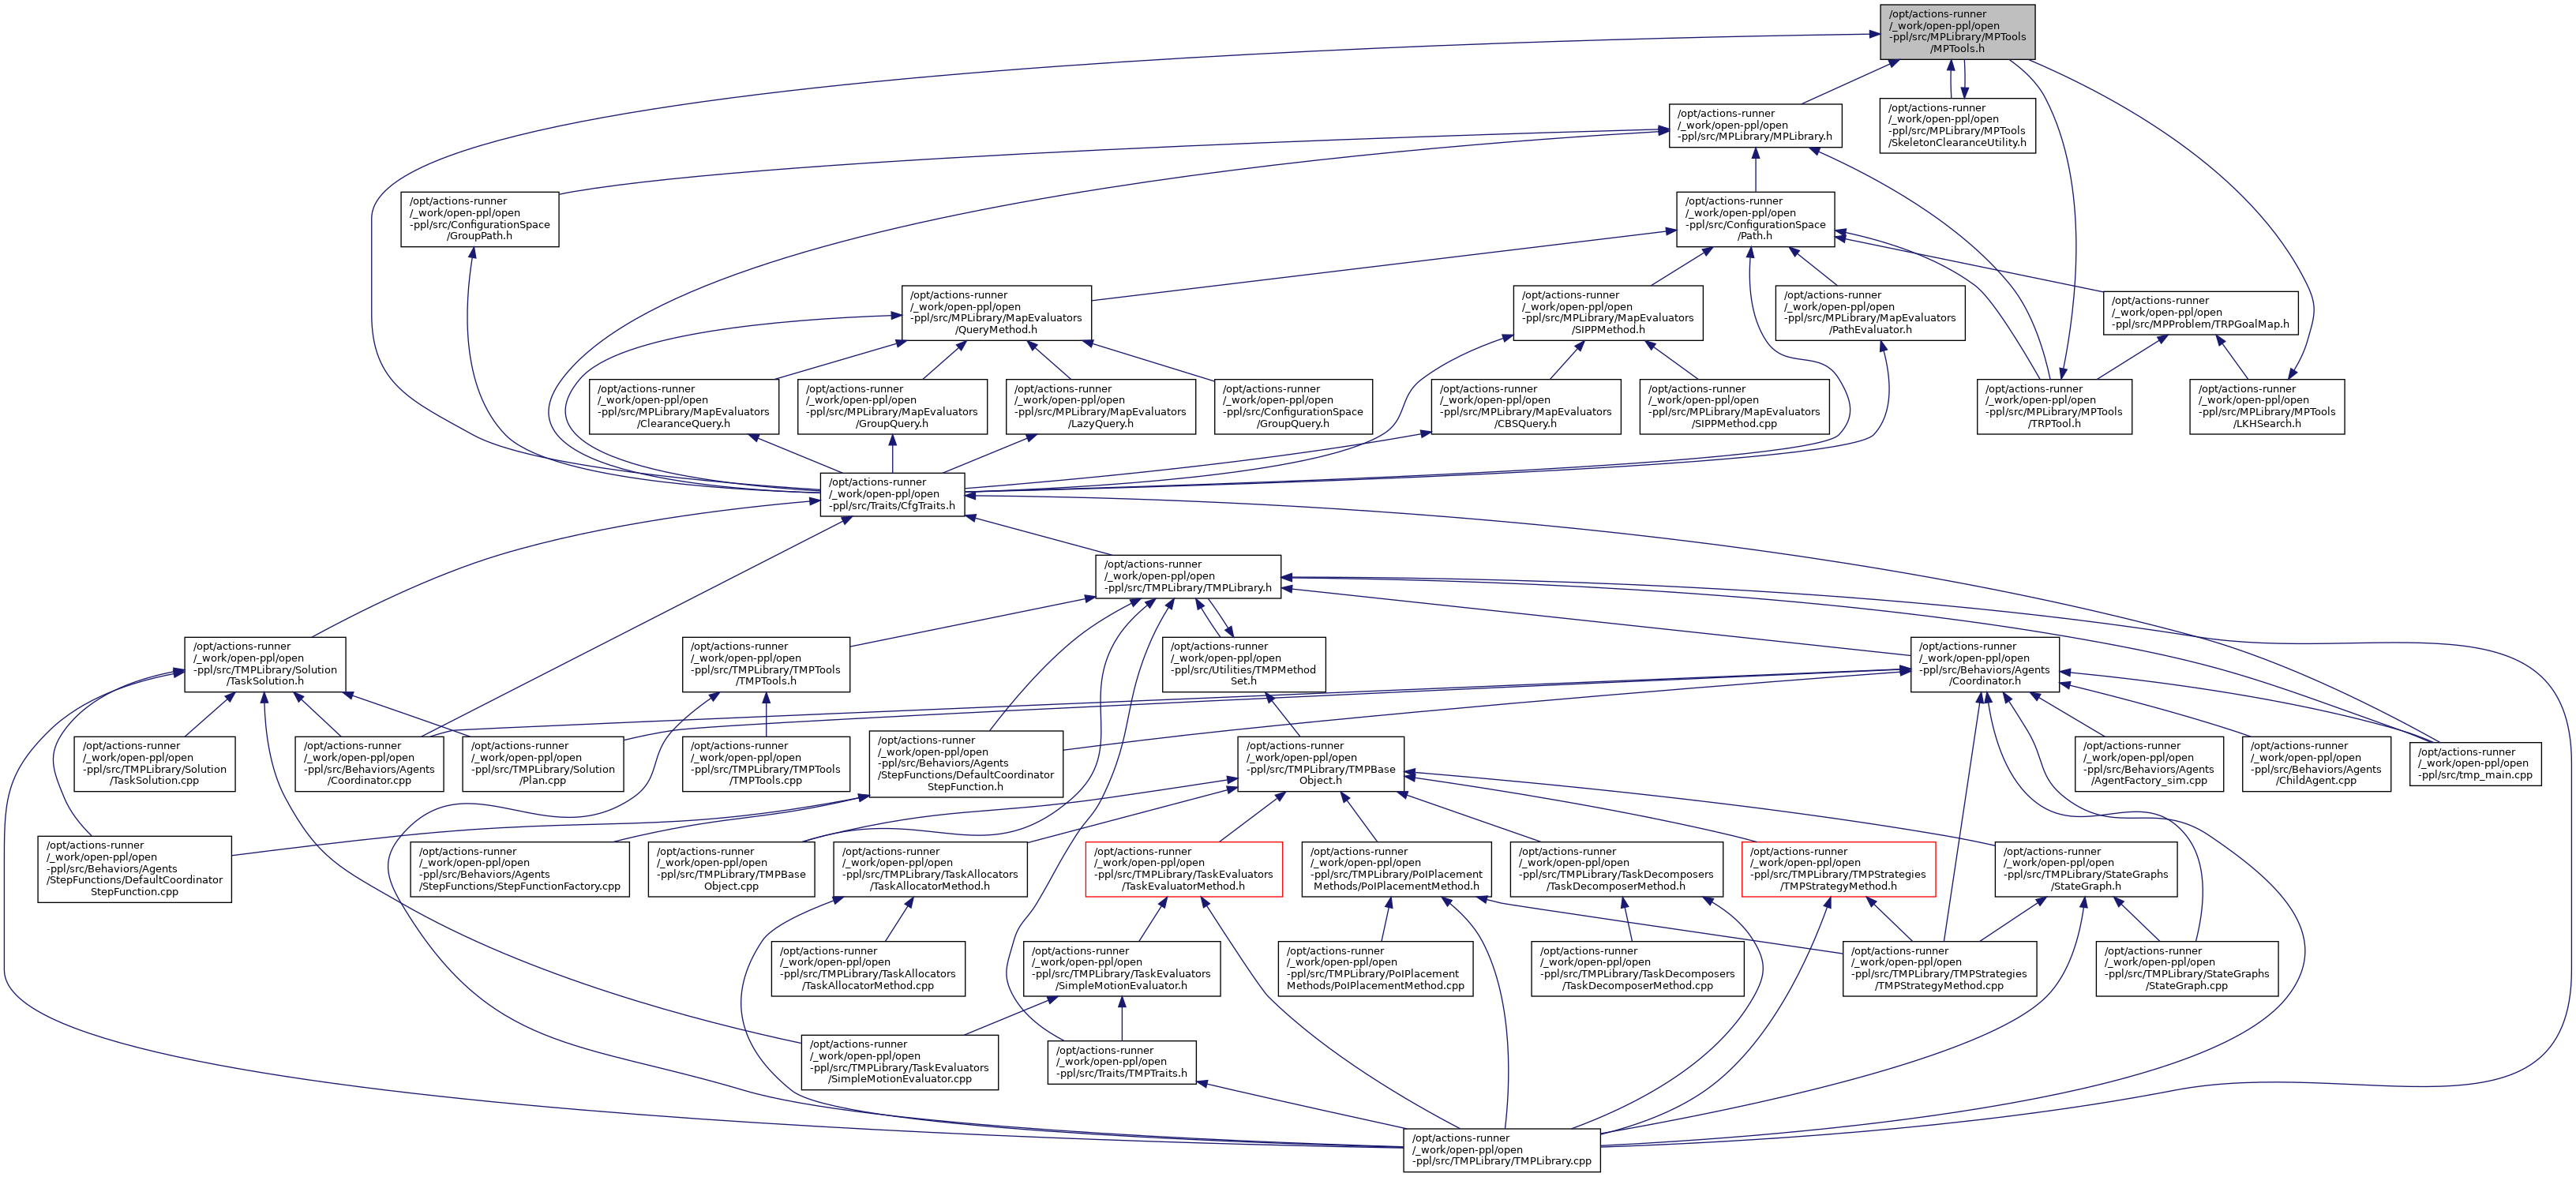 /opt/actions-runner
/_work/open-ppl/open
-ppl/src/MPLibrary/MPTools
/MPTools.h
/opt/actions-runner
/_work/open-ppl/open
-ppl/src/MPLibrary/MPLibrary.h
/opt/actions-runner
/_work/open-ppl/open
-ppl/src/MPLibrary/MPTools
/SkeletonClearanceUtility.h
/opt/actions-runner
/_work/open-ppl/open
-ppl/src/ConfigurationSpace
/GroupPath.h
/opt/actions-runner
/_work/open-ppl/open
-ppl/src/ConfigurationSpace
/Path.h
/opt/actions-runner
/_work/open-ppl/open
-ppl/src/MPLibrary/MapEvaluators
/QueryMethod.h
/opt/actions-runner
/_work/open-ppl/open
-ppl/src/MPLibrary/MapEvaluators
/SIPPMethod.h
/opt/actions-runner
/_work/open-ppl/open
-ppl/src/MPLibrary/MapEvaluators
/PathEvaluator.h
/opt/actions-runner
/_work/open-ppl/open
-ppl/src/MPProblem/TRPGoalMap.h
/opt/actions-runner
/_work/open-ppl/open
-ppl/src/MPLibrary/MapEvaluators
/ClearanceQuery.h
/opt/actions-runner
/_work/open-ppl/open
-ppl/src/MPLibrary/MapEvaluators
/GroupQuery.h
/opt/actions-runner
/_work/open-ppl/open
-ppl/src/MPLibrary/MapEvaluators
/LazyQuery.h
/opt/actions-runner
/_work/open-ppl/open
-ppl/src/ConfigurationSpace
/GroupQuery.h
/opt/actions-runner
/_work/open-ppl/open
-ppl/src/MPLibrary/MapEvaluators
/CBSQuery.h
/opt/actions-runner
/_work/open-ppl/open
-ppl/src/MPLibrary/MapEvaluators
/SIPPMethod.cpp
/opt/actions-runner
/_work/open-ppl/open
-ppl/src/MPLibrary/MPTools
/TRPTool.h
/opt/actions-runner
/_work/open-ppl/open
-ppl/src/MPLibrary/MPTools
/LKHSearch.h
/opt/actions-runner
/_work/open-ppl/open
-ppl/src/Traits/CfgTraits.h
/opt/actions-runner
/_work/open-ppl/open
-ppl/src/TMPLibrary/TMPLibrary.h
/opt/actions-runner
/_work/open-ppl/open
-ppl/src/TMPLibrary/Solution
/TaskSolution.h
/opt/actions-runner
/_work/open-ppl/open
-ppl/src/TMPLibrary/TMPTools
/TMPTools.h
/opt/actions-runner
/_work/open-ppl/open
-ppl/src/Utilities/TMPMethod
Set.h
/opt/actions-runner
/_work/open-ppl/open
-ppl/src/Behaviors/Agents
/Coordinator.h
/opt/actions-runner
/_work/open-ppl/open
-ppl/src/TMPLibrary/Solution
/TaskSolution.cpp
/opt/actions-runner
/_work/open-ppl/open
-ppl/src/Behaviors/Agents
/Coordinator.cpp
/opt/actions-runner
/_work/open-ppl/open
-ppl/src/TMPLibrary/Solution
/Plan.cpp
/opt/actions-runner
/_work/open-ppl/open
-ppl/src/TMPLibrary/TMPTools
/TMPTools.cpp
/opt/actions-runner
/_work/open-ppl/open
-ppl/src/Behaviors/Agents
/StepFunctions/DefaultCoordinator
StepFunction.h
/opt/actions-runner
/_work/open-ppl/open
-ppl/src/TMPLibrary/TMPBase
Object.h
/opt/actions-runner
/_work/open-ppl/open
-ppl/src/Behaviors/Agents
/AgentFactory_sim.cpp
/opt/actions-runner
/_work/open-ppl/open
-ppl/src/Behaviors/Agents
/ChildAgent.cpp
/opt/actions-runner
/_work/open-ppl/open
-ppl/src/tmp_main.cpp
/opt/actions-runner
/_work/open-ppl/open
-ppl/src/Behaviors/Agents
/StepFunctions/DefaultCoordinator
StepFunction.cpp
/opt/actions-runner
/_work/open-ppl/open
-ppl/src/Behaviors/Agents
/StepFunctions/StepFunctionFactory.cpp
/opt/actions-runner
/_work/open-ppl/open
-ppl/src/TMPLibrary/TMPBase
Object.cpp
/opt/actions-runner
/_work/open-ppl/open
-ppl/src/TMPLibrary/TaskAllocators
/TaskAllocatorMethod.h
/opt/actions-runner
/_work/open-ppl/open
-ppl/src/TMPLibrary/TaskEvaluators
/TaskEvaluatorMethod.h
/opt/actions-runner
/_work/open-ppl/open
-ppl/src/TMPLibrary/PoIPlacement
Methods/PoIPlacementMethod.h
/opt/actions-runner
/_work/open-ppl/open
-ppl/src/TMPLibrary/TaskDecomposers
/TaskDecomposerMethod.h
/opt/actions-runner
/_work/open-ppl/open
-ppl/src/TMPLibrary/TMPStrategies
/TMPStrategyMethod.h
/opt/actions-runner
/_work/open-ppl/open
-ppl/src/TMPLibrary/StateGraphs
/StateGraph.h
/opt/actions-runner
/_work/open-ppl/open
-ppl/src/TMPLibrary/TaskAllocators
/TaskAllocatorMethod.cpp
/opt/actions-runner
/_work/open-ppl/open
-ppl/src/TMPLibrary/TaskEvaluators
/SimpleMotionEvaluator.h
/opt/actions-runner
/_work/open-ppl/open
-ppl/src/TMPLibrary/PoIPlacement
Methods/PoIPlacementMethod.cpp
/opt/actions-runner
/_work/open-ppl/open
-ppl/src/TMPLibrary/TaskDecomposers
/TaskDecomposerMethod.cpp
/opt/actions-runner
/_work/open-ppl/open
-ppl/src/TMPLibrary/TMPStrategies
/TMPStrategyMethod.cpp
/opt/actions-runner
/_work/open-ppl/open
-ppl/src/TMPLibrary/StateGraphs
/StateGraph.cpp
/opt/actions-runner
/_work/open-ppl/open
-ppl/src/TMPLibrary/TaskEvaluators
/SimpleMotionEvaluator.cpp
/opt/actions-runner
/_work/open-ppl/open
-ppl/src/Traits/TMPTraits.h
/opt/actions-runner
/_work/open-ppl/open
-ppl/src/TMPLibrary/TMPLibrary.cpp